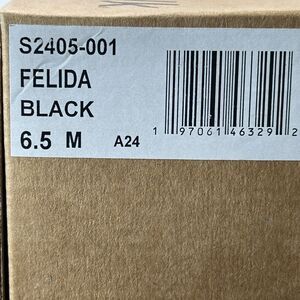 S2405-001
FELIDA
BLACK
6.5 M A24
1 97061 46329 2